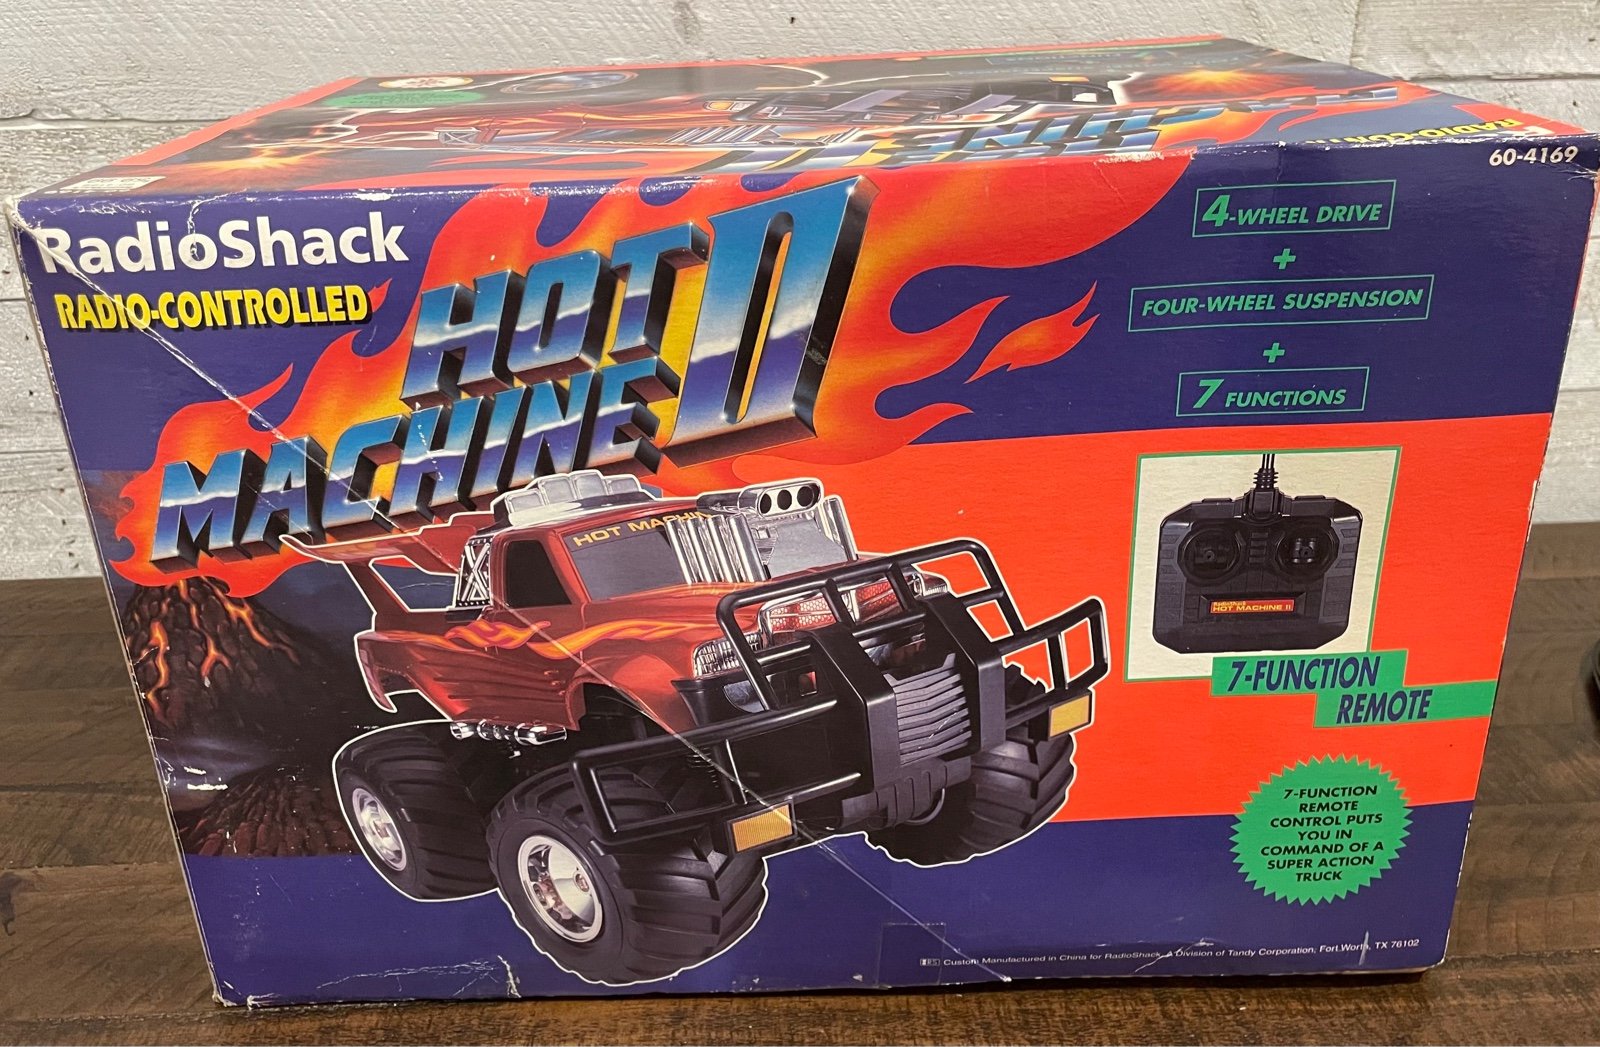 RadioShack
RADIO-CONTROLLED
HOT
MACHINE II
60-4169
4-WHEEL DRIVE
+
FOUR-WHEEL SUSPENSION
+
7 FUNCTIONS
HOT MACHINE
RadioShack
HOT MACHINE II
7-FUNCTION
REMOTE
7-FUNCTION
REMOTE
CONTROL PUTS
YOU IN
COMMAND OF A
SUPER ACTION
TRUCK
Custom Manufactured in China for RadioShack, A Division of Tandy Corporation, Fort Worth, TX 76102